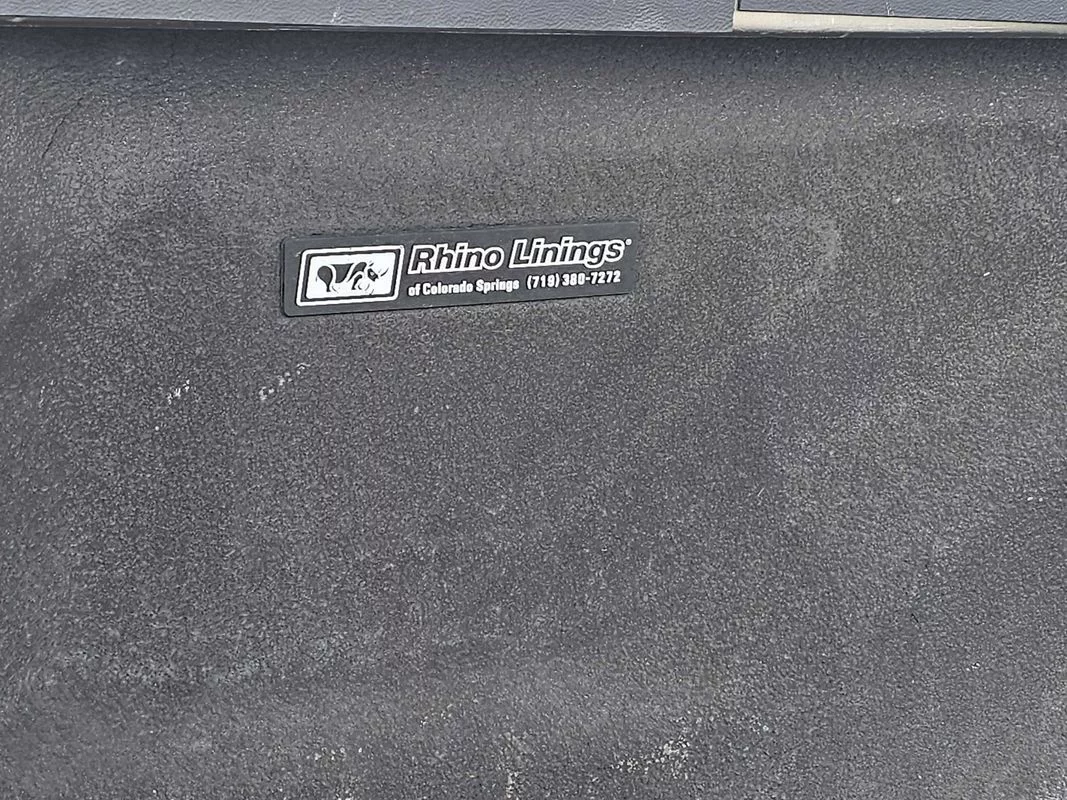 Rhino Linings®
of Colorado Springs (719) 380-7272